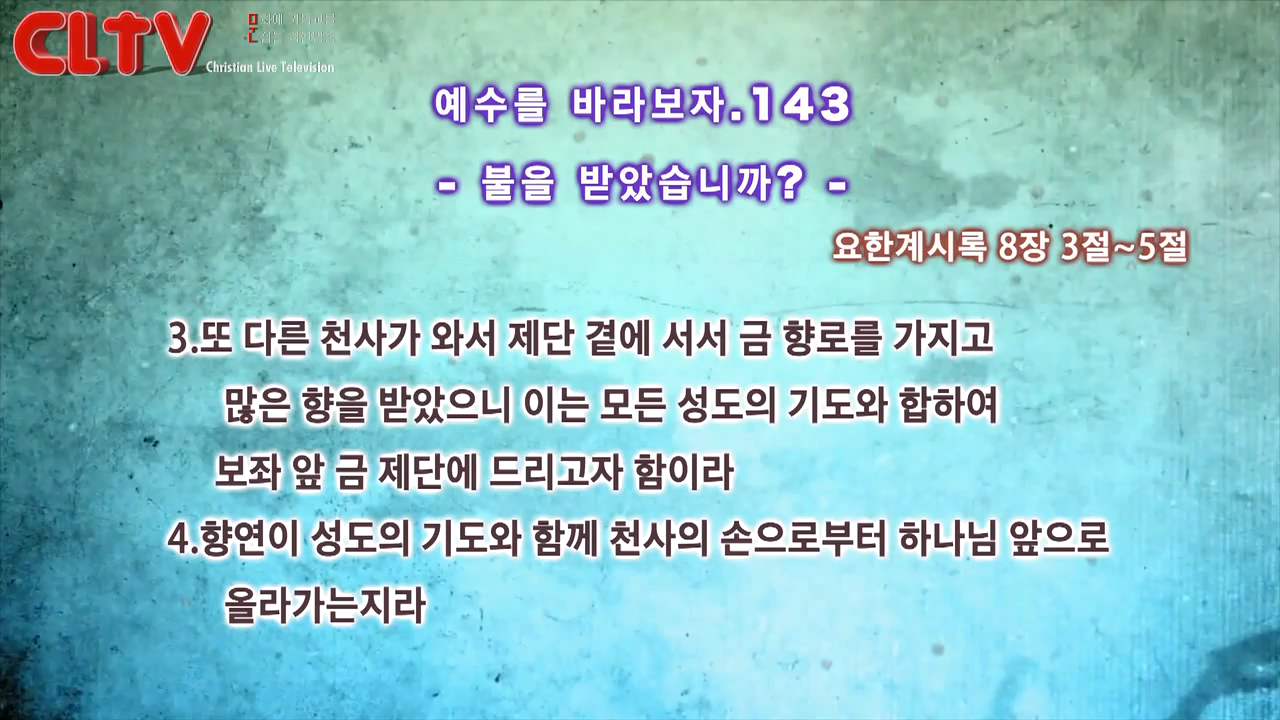 CLTV
Christian Live Television
예수를 바라보자.143
- 불을 받았습니까? -
요한계시록 8장 3절~5절
3.또 다른 천사가 와서 제단 곁에 서서 금 향로를 가지고
많은 향을 받았으니 이는 모든 성도의 기도와 합하여
보좌 앞 금 제단에 드리고자 함이라
4.향연이 성도의 기도와 함께 천사의 손으로부터 하나님 앞으로
올라가는지라